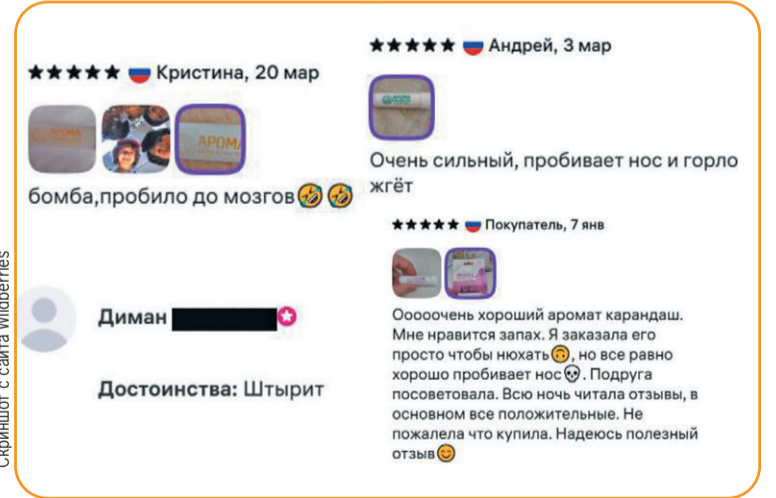 Кристина, 20 мар
АРОМА
АРОМ
бомба,пробило до мозгов🤣🤣
Андрей, 3 мар
Очень сильный, пробивает нос и горло
жгёт
Диман
Достоинства: Штырит
Покупатель, 7 янв
Ооооочень хороший аромат карандаш.
Мне нравится запах. Я заказала его
просто чтобы нюхать🙃, но все равно
хорошо пробивает нос💀. Подруга
посоветовала. Всю ночь читала отзывы, в
основном все положительные. Не
пожалела что купила. Надеюсь полезный
отзыв😊
Скриншот с сайта Wildberries